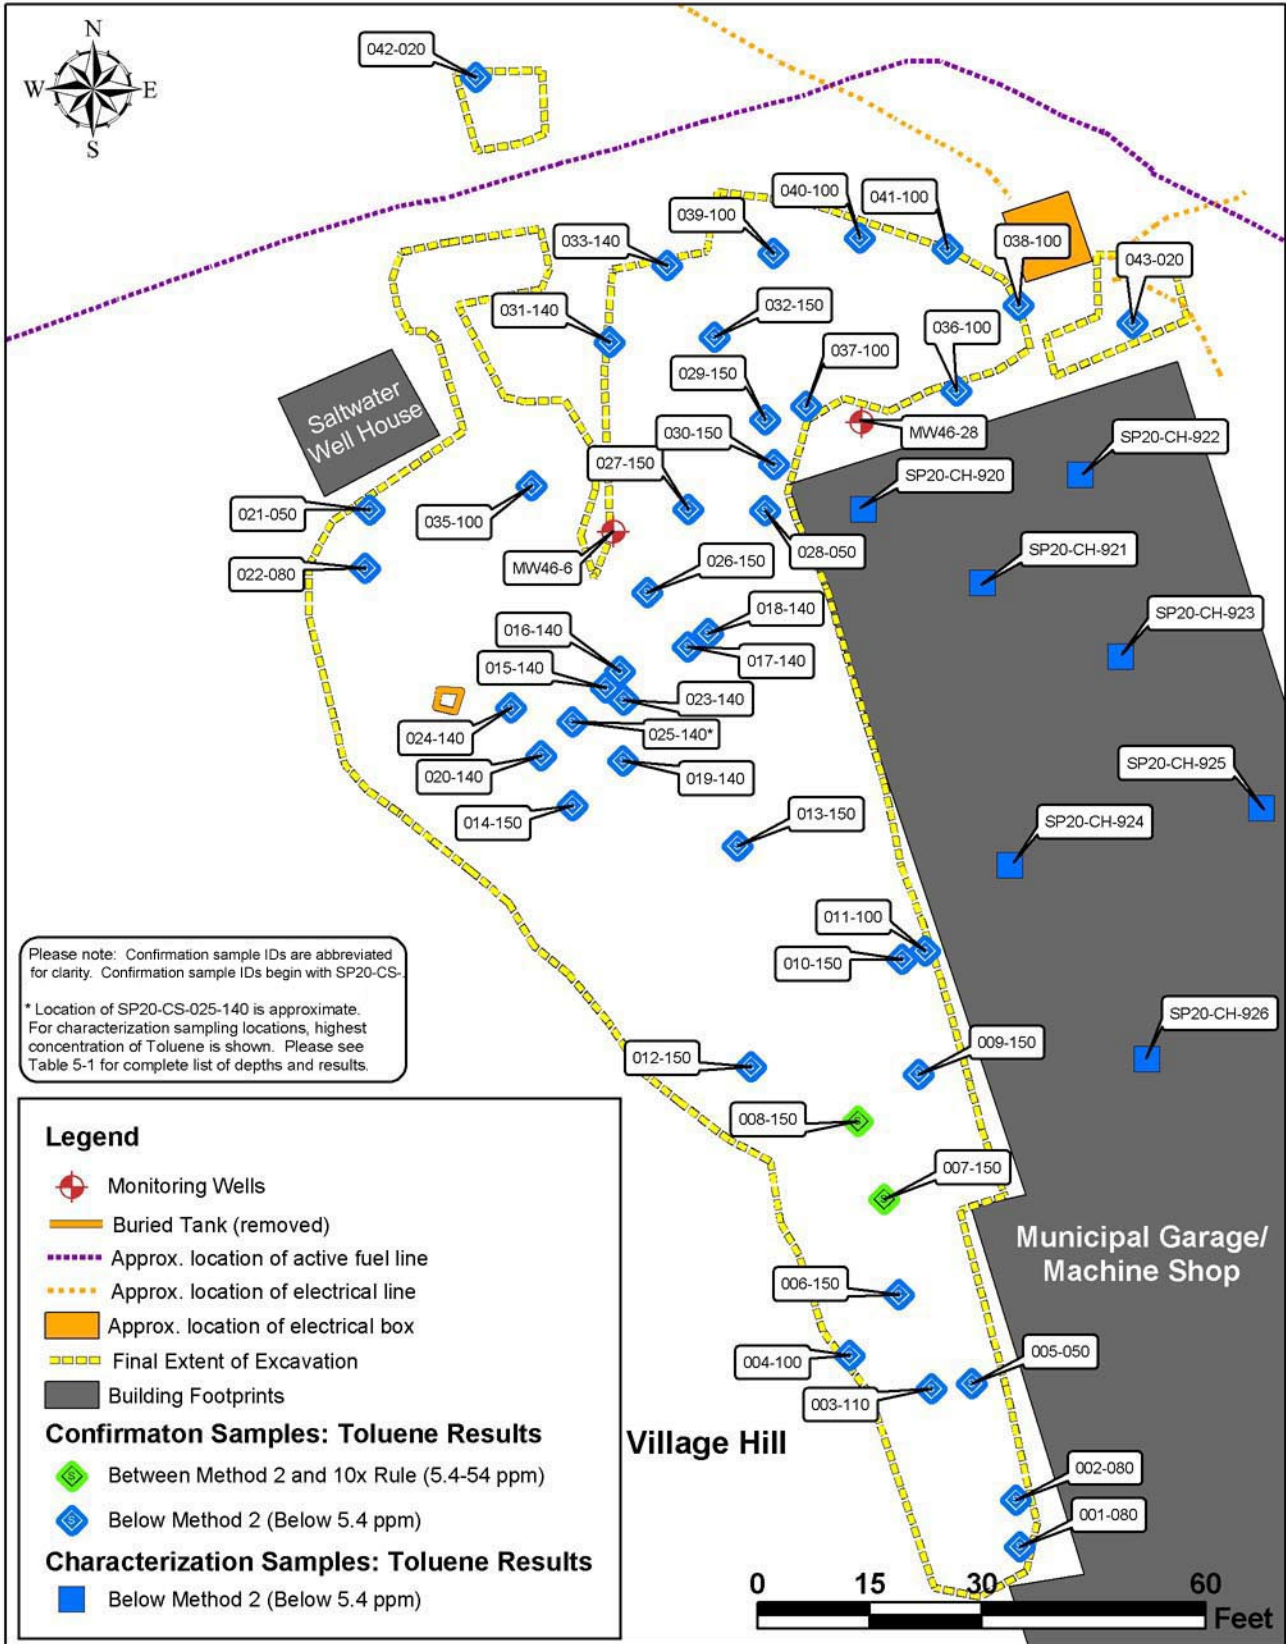 N
W
E
S
042-020
040-100
041-100
039-100
033-140
038-100
043-020
031-140
032-150
037-100
036-100
029-150
Saltwater
Well House
030-150
MW46-28
SP20-CH-922
027-150
SP20-CH-920
021-050
035-100
028-050
SP20-CH-921
022-080
MW46-6
026-150
018-140
SP20-CH-923
016-140
017-140
015-140
023-140
024-140
025-140*
020-140
019-140
SP20-CH-925
014-150
013-150
SP20-CH-924
011-100
010-150
Please note: Confirmation sample IDs are abbreviated
for clarity. Confirmation sample IDs begin with SP20-CS-.
* Location of SP20-CS-025-140 is approximate.
For characterization sampling locations, highest
concentration of Toluene is shown. Please see
Table 5-1 for complete list of depths and results.
SP20-CH-926
012-150
009-150
008-150
007-150
Municipal Garage/
Machine Shop
006-150
004-100
005-050
003-110
Village Hill
002-080
001-080
Legend
Monitoring Wells
Buried Tank (removed)
Approx. location of active fuel line
Approx. location of electrical line
Approx. location of electrical box
Final Extent of Excavation
Building Footprints
Confirmaton Samples: Toluene Results
S Between Method 2 and 10x Rule (5.4-54 ppm)
S Below Method 2 (Below 5.4 ppm)
Characterization Samples: Toluene Results
Below Method 2 (Below 5.4 ppm)
0 15 30 60
Feet